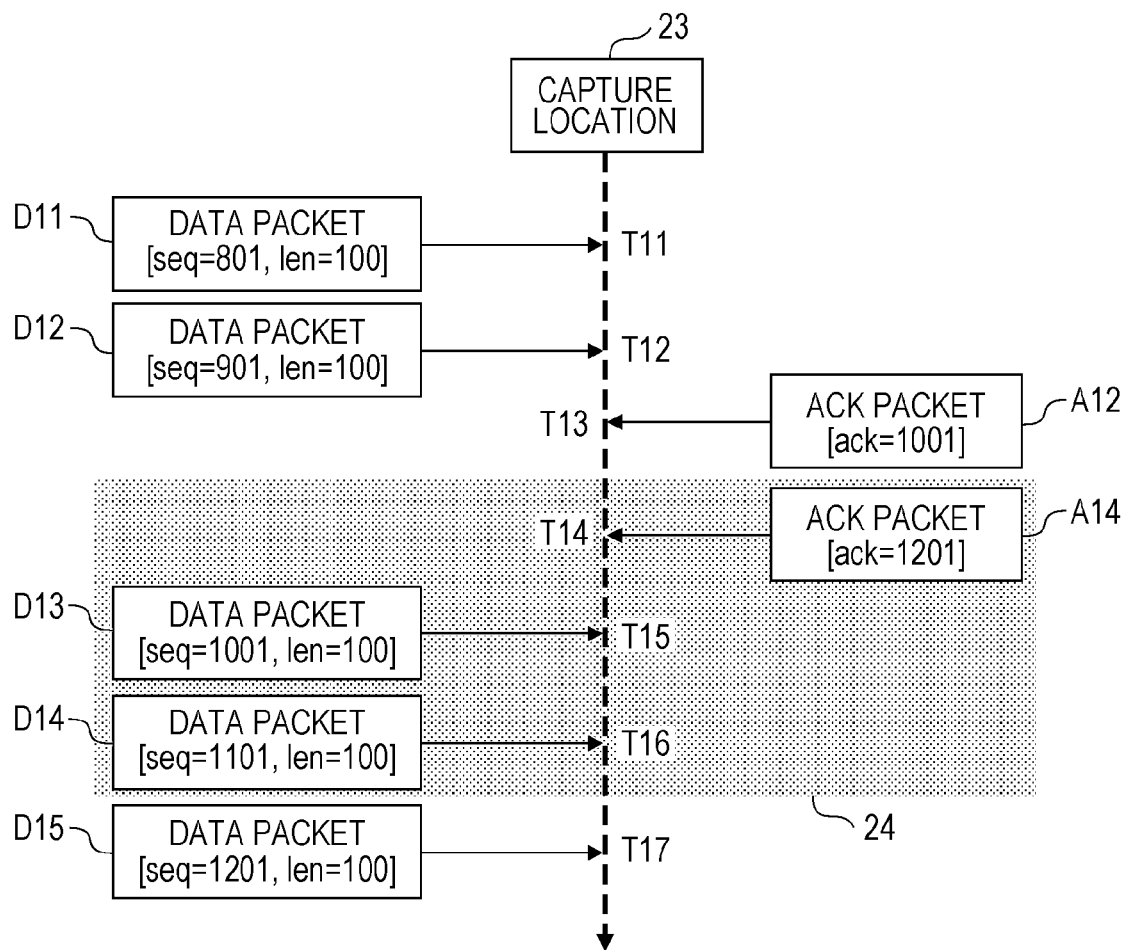 23
CAPTURE
LOCATION
D11
DATA PACKET
[seq=801, len=100]
T11
D12
DATA PACKET
[seq=901, len=100]
T12
T13
ACK PACKET
[ack=1001]
A12
T14
ACK PACKET
[ack=1201]
A14
D13
DATA PACKET
[seq=1001, len=100]
T15
D14
DATA PACKET
[seq=1101, len=100]
T16
24
D15
DATA PACKET
[seq=1201, len=100]
T17